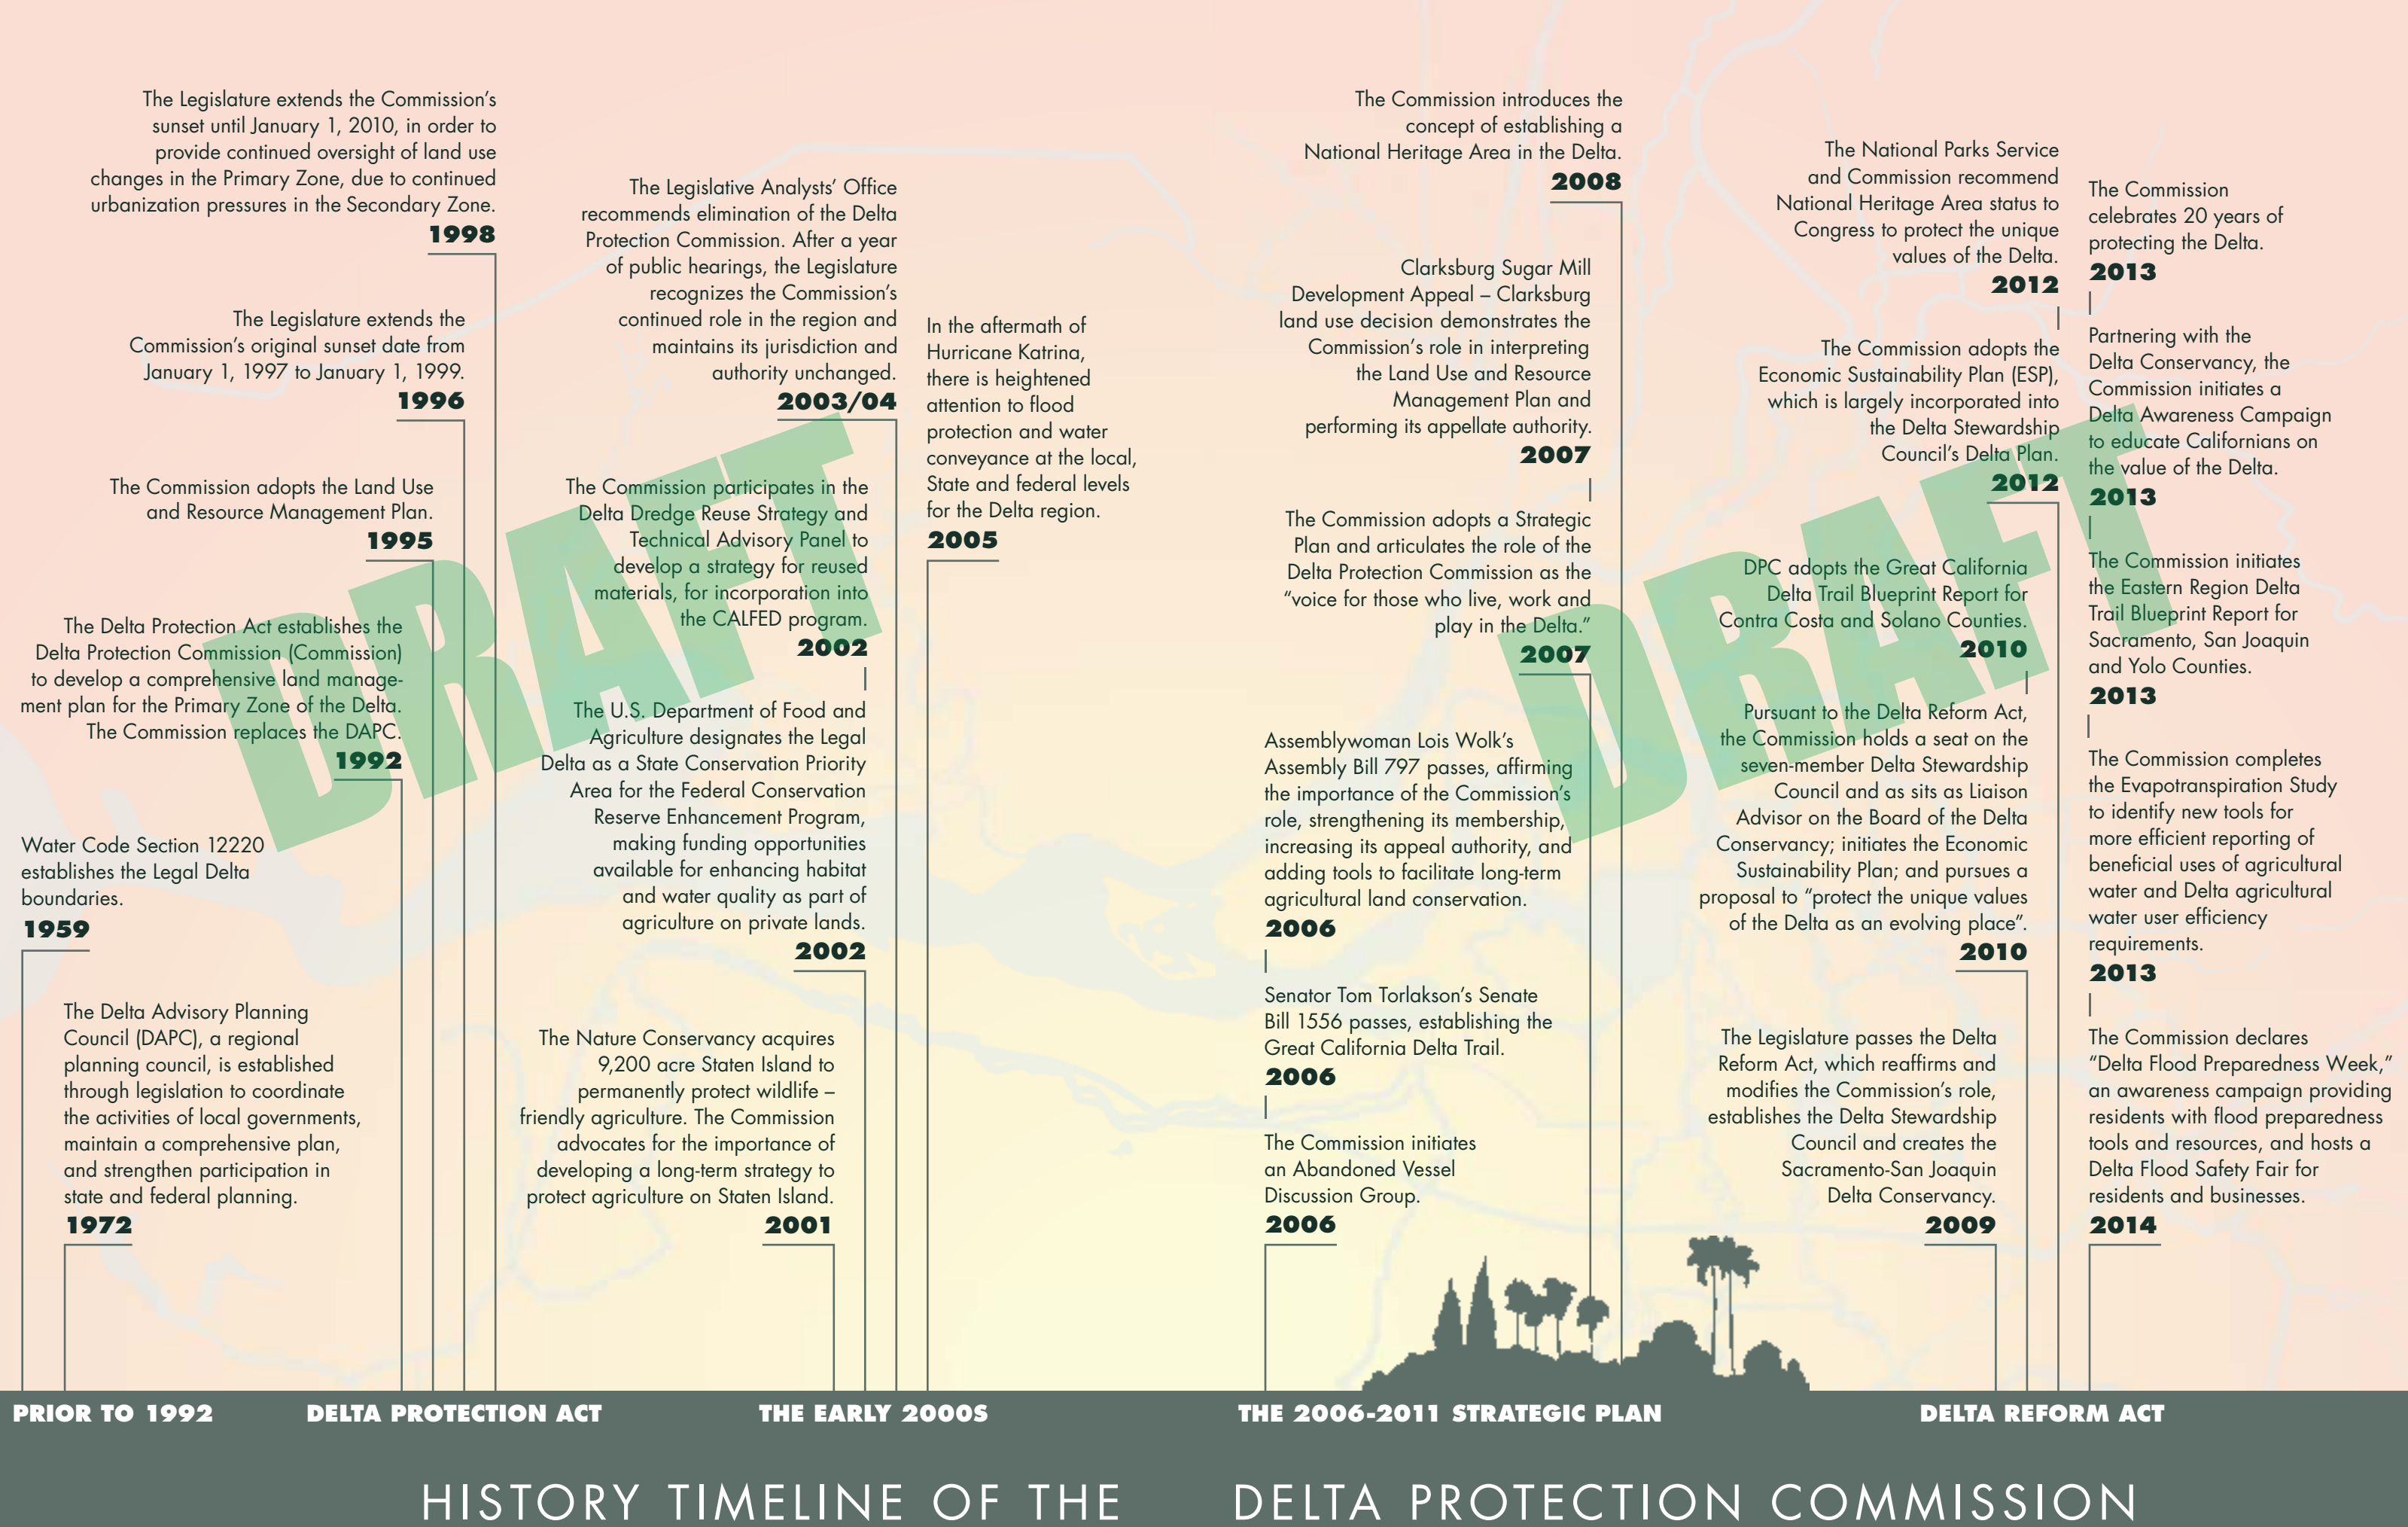 The Legislature extends the Commission's
sunset until January 1, 2010, in order to
provide continued oversight of land use
changes in the Primary Zone, due to continued
urbanization pressures in the Secondary Zone.
1998
The Legislature extends the
Commission's original sunset date from
January 1, 1997 to January 1, 1999.
1996
The Commission adopts the Land Use
and Resource Management Plan.
1995
The Delta Protection Act establishes the
Delta Protection Commission (Commission)
to develop a comprehensive land manage-
ment plan for the Primary Zone of the Delta.
The Commission replaces the DAPC.
1992
Water Code Section 12220
establishes the Legal Delta
boundaries.
1959
The Delta Advisory Planning
Council (DAPC), a regional
planning council, is established
through legislation to coordinate
the activities of local governments,
maintain a comprehensive plan,
and strengthen participation in
state and federal planning.
1972
The Legislative Analysts' Office
recommends elimination of the Delta
Protection Commission. After a year
of public hearings, the Legislature
recognizes the Commission's
continued role in the region and
maintains its jurisdiction and
authority unchanged.
2003/04
The Commission participates in the
Delta Dredge Reuse Strategy and
Technical Advisory Panel to
develop a strategy for reused
materials, for incorporation into
the CALFED program.
2002
The U.S. Department of Food and
Agriculture designates the Legal
Delta as a State Conservation Priority
Area for the Federal Conservation
Reserve Enhancement Program,
making funding opportunities
available for enhancing habitat
and water quality as part of
agriculture on private lands.
2002
The Nature Conservancy acquires
9,200 acre Staten Island to
permanently protect wildlife –
friendly agriculture. The Commission
advocates for the importance of
developing a long-term strategy to
protect agriculture on Staten Island.
2001
In the aftermath of
Hurricane Katrina,
there is heightened
attention to flood
protection and water
conveyance at the local,
State and federal levels
for the Delta region.
2005
DRAFT
The Commission introduces the
concept of establishing a
National Heritage Area in the Delta.
2008
Clarksburg Sugar Mill
Development Appeal – Clarksburg
land use decision demonstrates the
Commission's role in interpreting
the Land Use and Resource
Management Plan and
performing its appellate authority.
2007
The Commission adopts a Strategic
Plan and articulates the role of the
Delta Protection Commission as the
“voice for those who live, work and
play in the Delta.”
2007
Assemblywoman Lois Wolk's
Assembly Bill 797 passes, affirming
the importance of the Commission's
role, strengthening its membership,
increasing its appeal authority, and
adding tools to facilitate long-term
agricultural land conservation.
2006
Senator Tom Torlakson's Senate
Bill 1556 passes, establishing the
Great California Delta Trail.
2006
The Commission initiates
an Abandoned Vessel
Discussion Group.
2006
The National Parks Service
and Commission recommend
National Heritage Area status to
Congress to protect the unique
values of the Delta.
2012
The Commission adopts the
Economic Sustainability Plan (ESP),
which is largely incorporated into
the Delta Stewardship
Council's Delta Plan.
2012
DPC adopts the Great California
Delta Trail Blueprint Report for
Contra Costa and Solano Counties.
2010
Pursuant to the Delta Reform Act,
the Commission holds a seat on the
seven-member Delta Stewardship
Council and as sits as Liaison
Advisor on the Board of the Delta
Conservancy; initiates the Economic
Sustainability Plan; and pursues a
proposal to “protect the unique values
of the Delta as an evolving place”.
2010
The Legislature passes the Delta
Reform Act, which reaffirms and
modifies the Commission's role,
establishes the Delta Stewardship
Council and creates the
Sacramento-San Joaquin
Delta Conservancy.
2009
The Commission
celebrates 20 years of
protecting the Delta.
2013
Partnering with the
Delta Conservancy, the
Commission initiates a
Delta Awareness Campaign
to educate Californians on
the value of the Delta.
2013
The Commission initiates
the Eastern Region Delta
Trail Blueprint Report for
Sacramento, San Joaquin
and Yolo Counties.
2013
The Commission completes
the Evapotranspiration Study
to identify new tools for
more efficient reporting of
beneficial uses of agricultural
water and Delta agricultural
water user efficiency
requirements.
2013
The Commission declares
“Delta Flood Preparedness Week,”
an awareness campaign providing
residents with flood preparedness
tools and resources, and hosts a
Delta Flood Safety Fair for
residents and businesses.
2014
DRAFT
PRIOR TO 1992
DELTA PROTECTION ACT
THE EARLY 2000S
THE 2006-2011 STRATEGIC PLAN
DELTA REFORM ACT
HISTORY TIMELINE OF THE DELTA PROTECTION COMMISSION